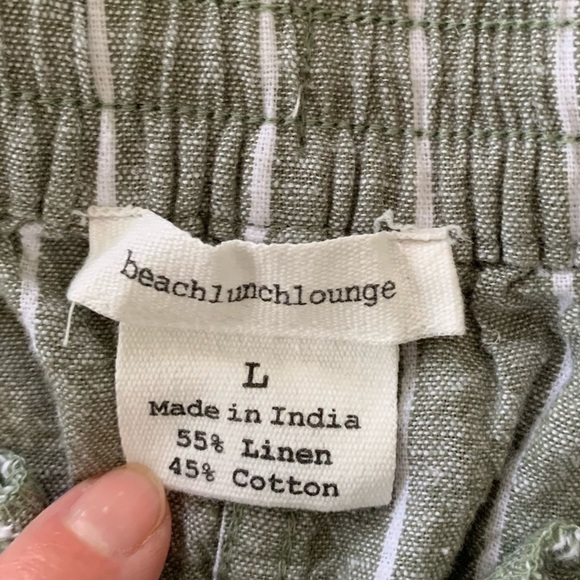 beachlunchlounge
L
Made in India
55% Linen
45% Cotton